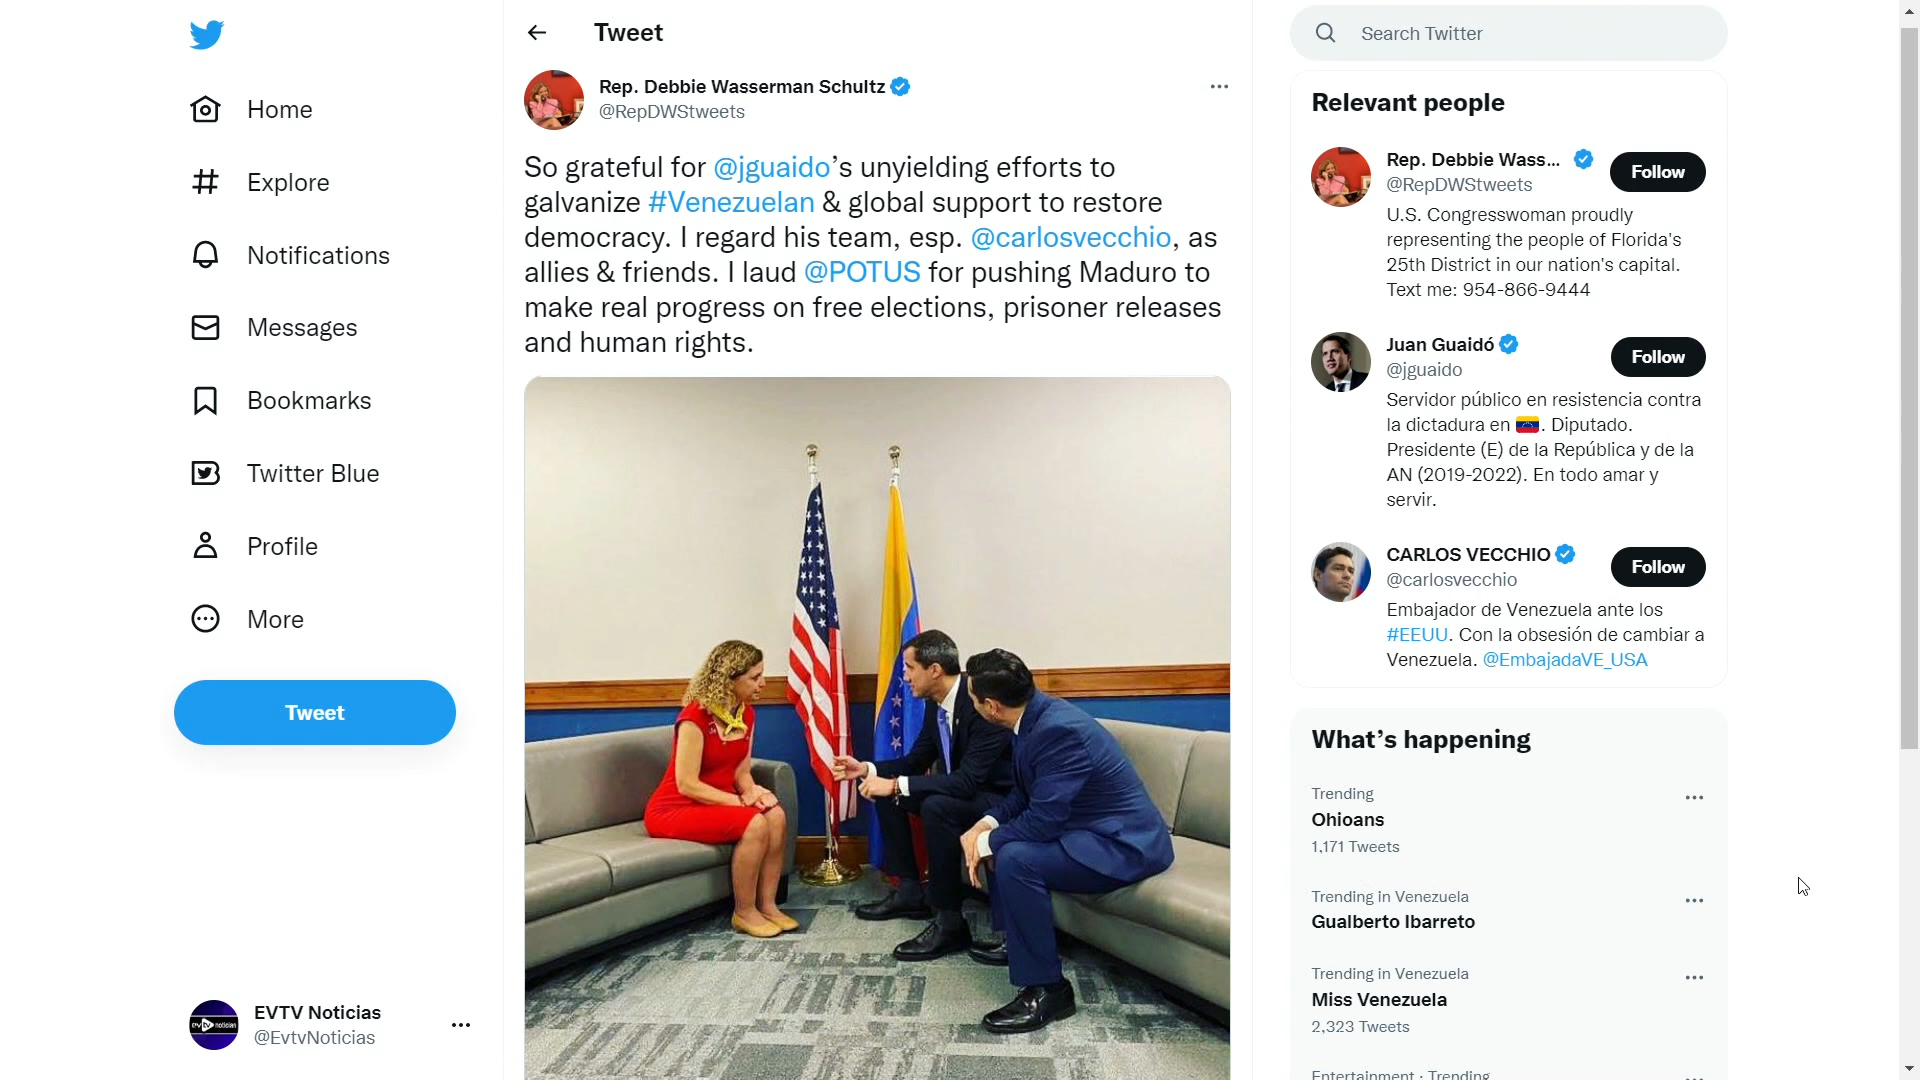 Home
Explore
Notifications
Messages
Bookmarks
Twitter Blue
Profile
More
Tweet
EVTV Noticias
@EvtvNoticias
Tweet
Rep. Debbie Wasserman Schultz
@RepDWStweets
So grateful for @jguaido’s unyielding efforts to
galvanize #Venezuelan & global support to restore
democracy. I regard his team, esp. @carlosvecchio, as
allies & friends. I laud @POTUS for pushing Maduro to
make real progress on free elections, prisoner releases
and human rights.
Search Twitter
Relevant people
Rep. Debbie Wass...
Follow
@RepDWStweets
U.S. Congresswoman proudly
representing the people of Florida's
25th District in our nation's capital.
Text me: 954-866-9444
Juan Guaidó
Follow
@jguaido
Servidor público en resistencia contra
la dictadura en 🇻🇪. Diputado.
Presidente (E) de la República y de la
AN (2019-2022). En todo amar y
servir.
CARLOS VECCHIO
Follow
@carlosvecchio
Embajador de Venezuela ante los
#EEUU. Con la obsesión de cambiar a
Venezuela. @EmbajadaVE_USA
What’s happening
Trending
Ohioans
1,171 Tweets
Trending in Venezuela
Gualberto Ibarreto
Trending in Venezuela
Miss Venezuela
2,323 Tweets
Entertainment · Trending